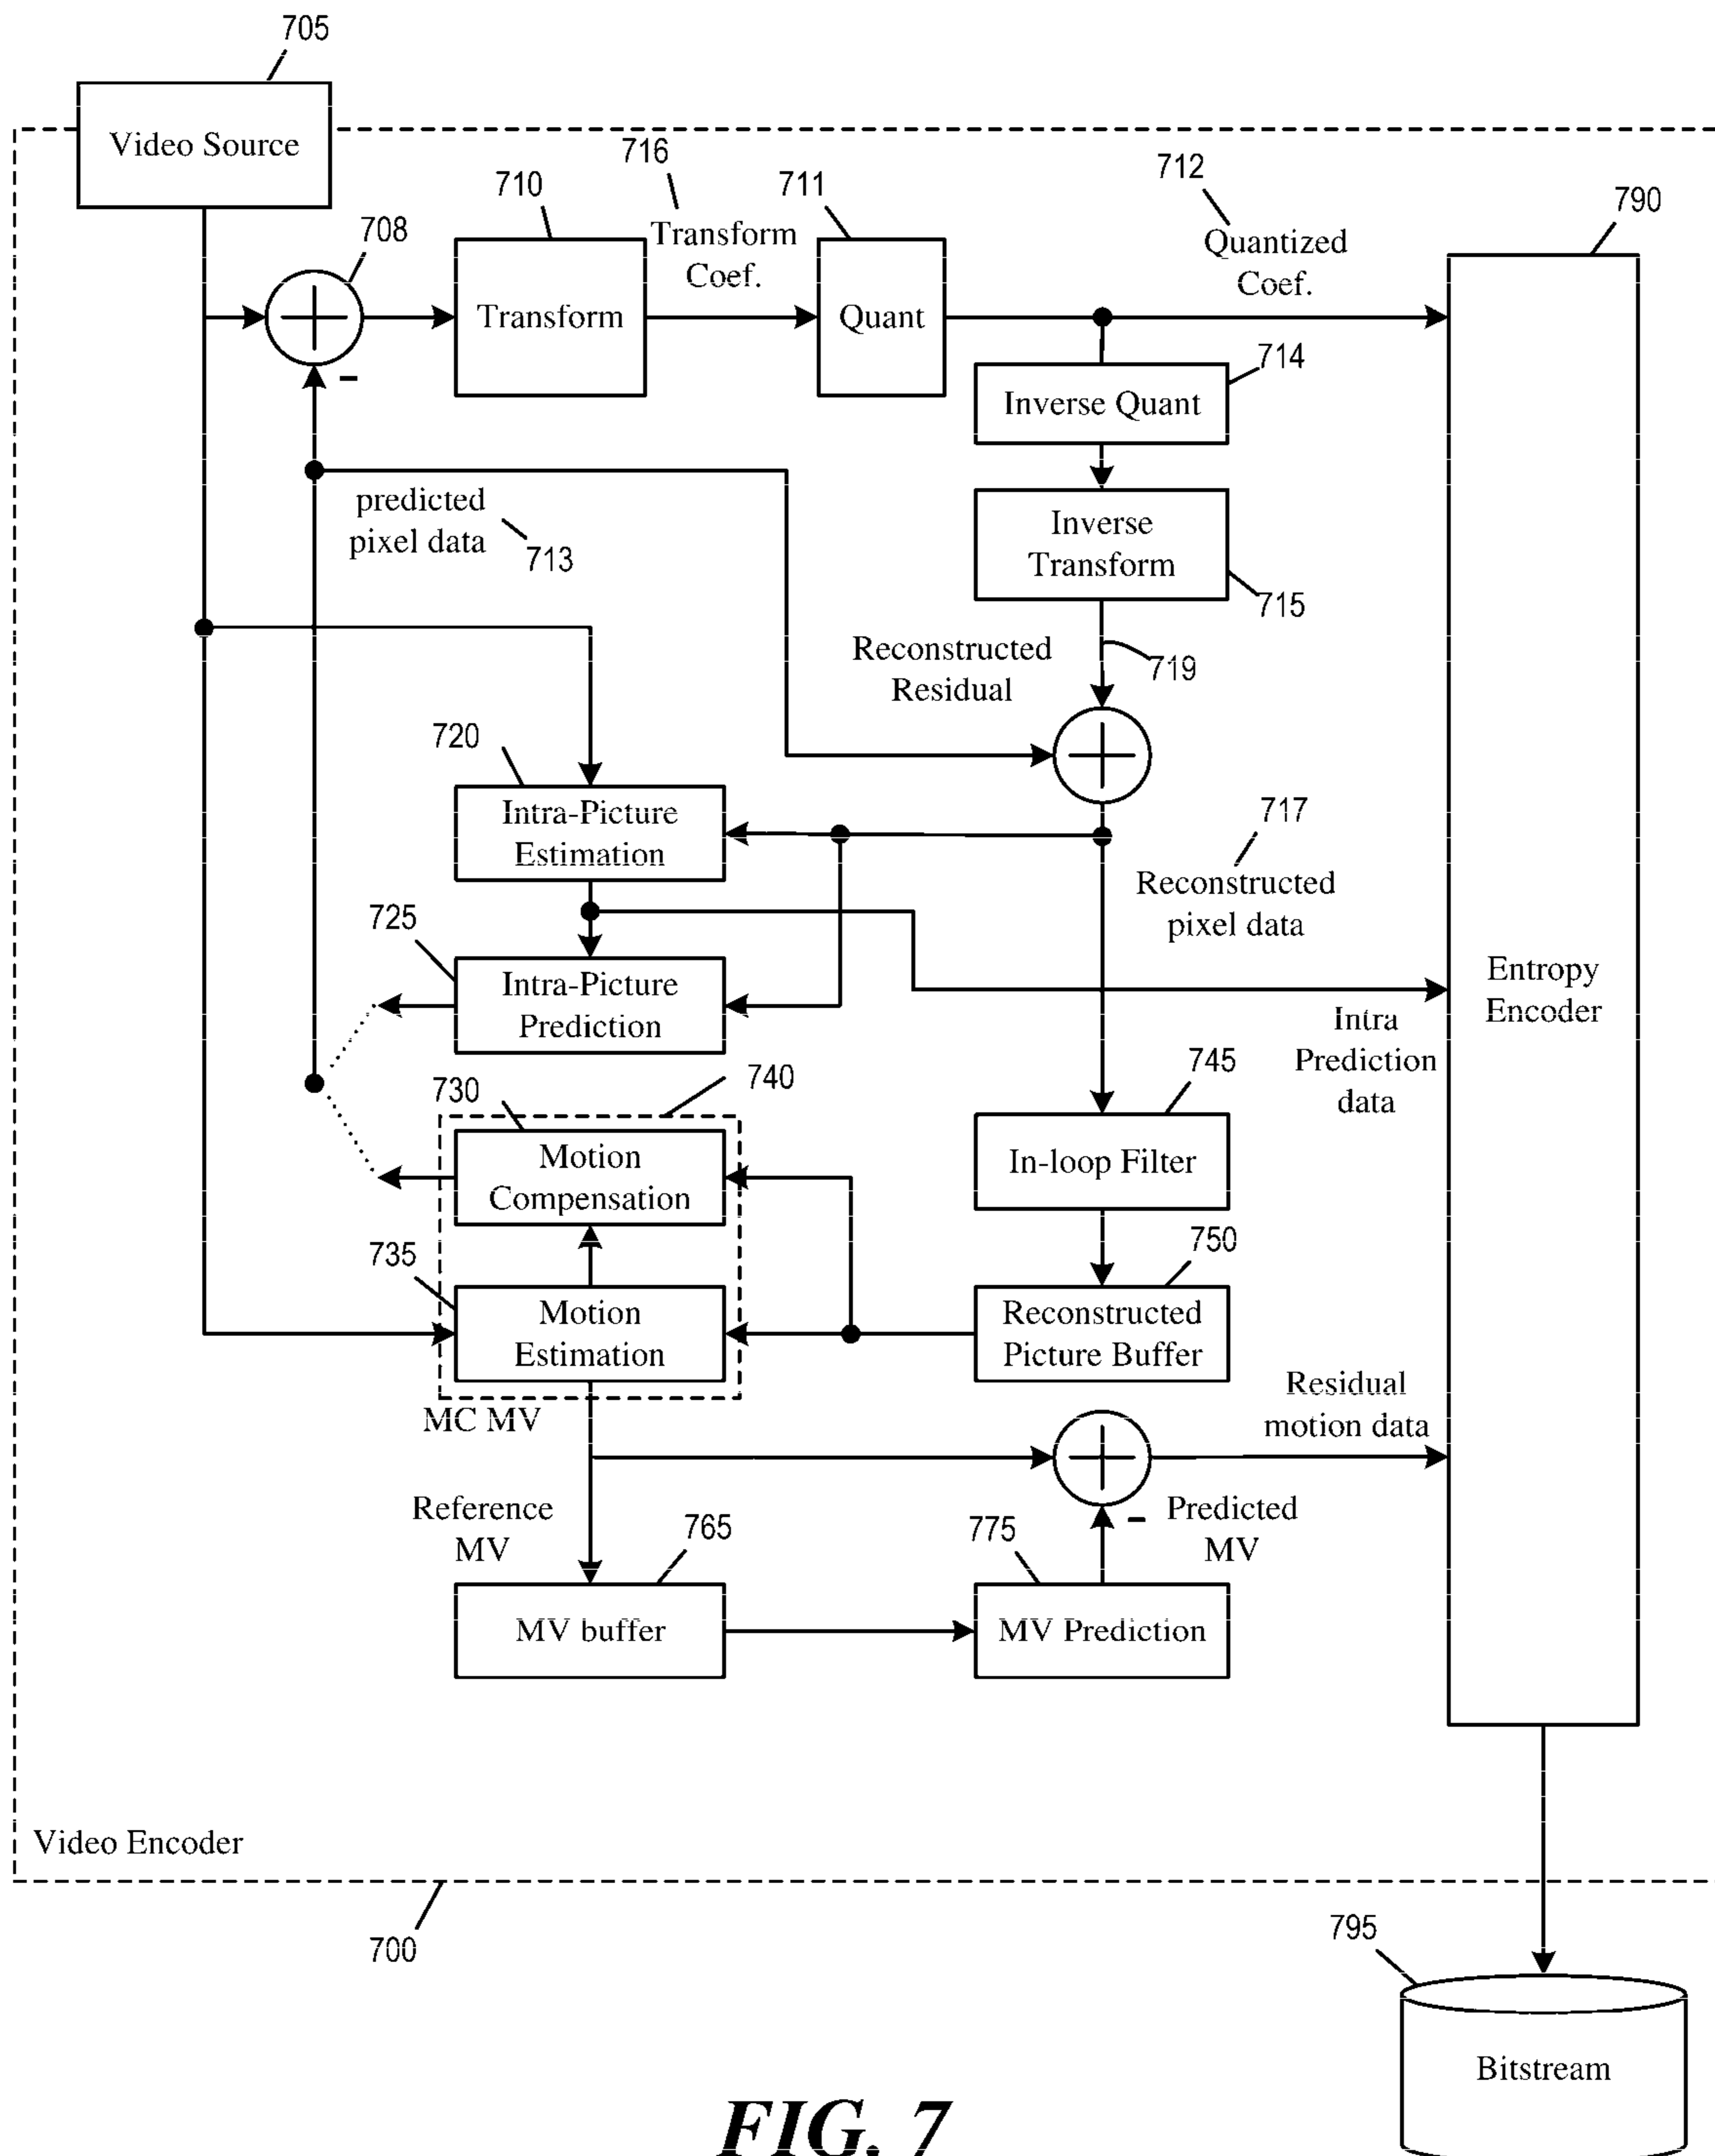 705
Video Source
716
712
710
711
790
708
Transform
Coef.
Quantized
Coef.
Transform
Quant
714
Inverse Quant
-
predicted
pixel data
713
Inverse
Transform
715
Reconstructed
Residual
719
720
717
Intra-Picture
Estimation
Reconstructed
pixel data
725
Entropy
Encoder
Intra-Picture
Prediction
Intra
Prediction
data
730
740
745
Motion
Compensation
In-loop Filter
735
750
Motion
Estimation
Reconstructed
Picture Buffer
MC MV
Residual
motion data
Reference
MV
- Predicted
MV
765
775
MV buffer
MV Prediction
Video Encoder
700
795
Bitstream
FIG. 7